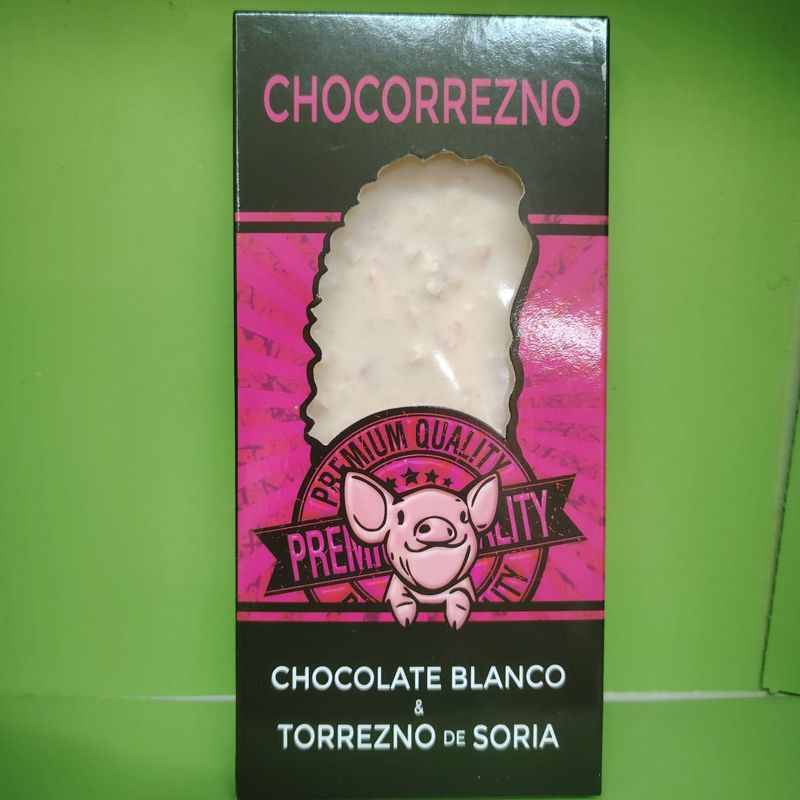 CHOCORREZNO
PREMIUM QUALITY
CHOCOLATE BLANCO
&
TORREZNO DE SORIA